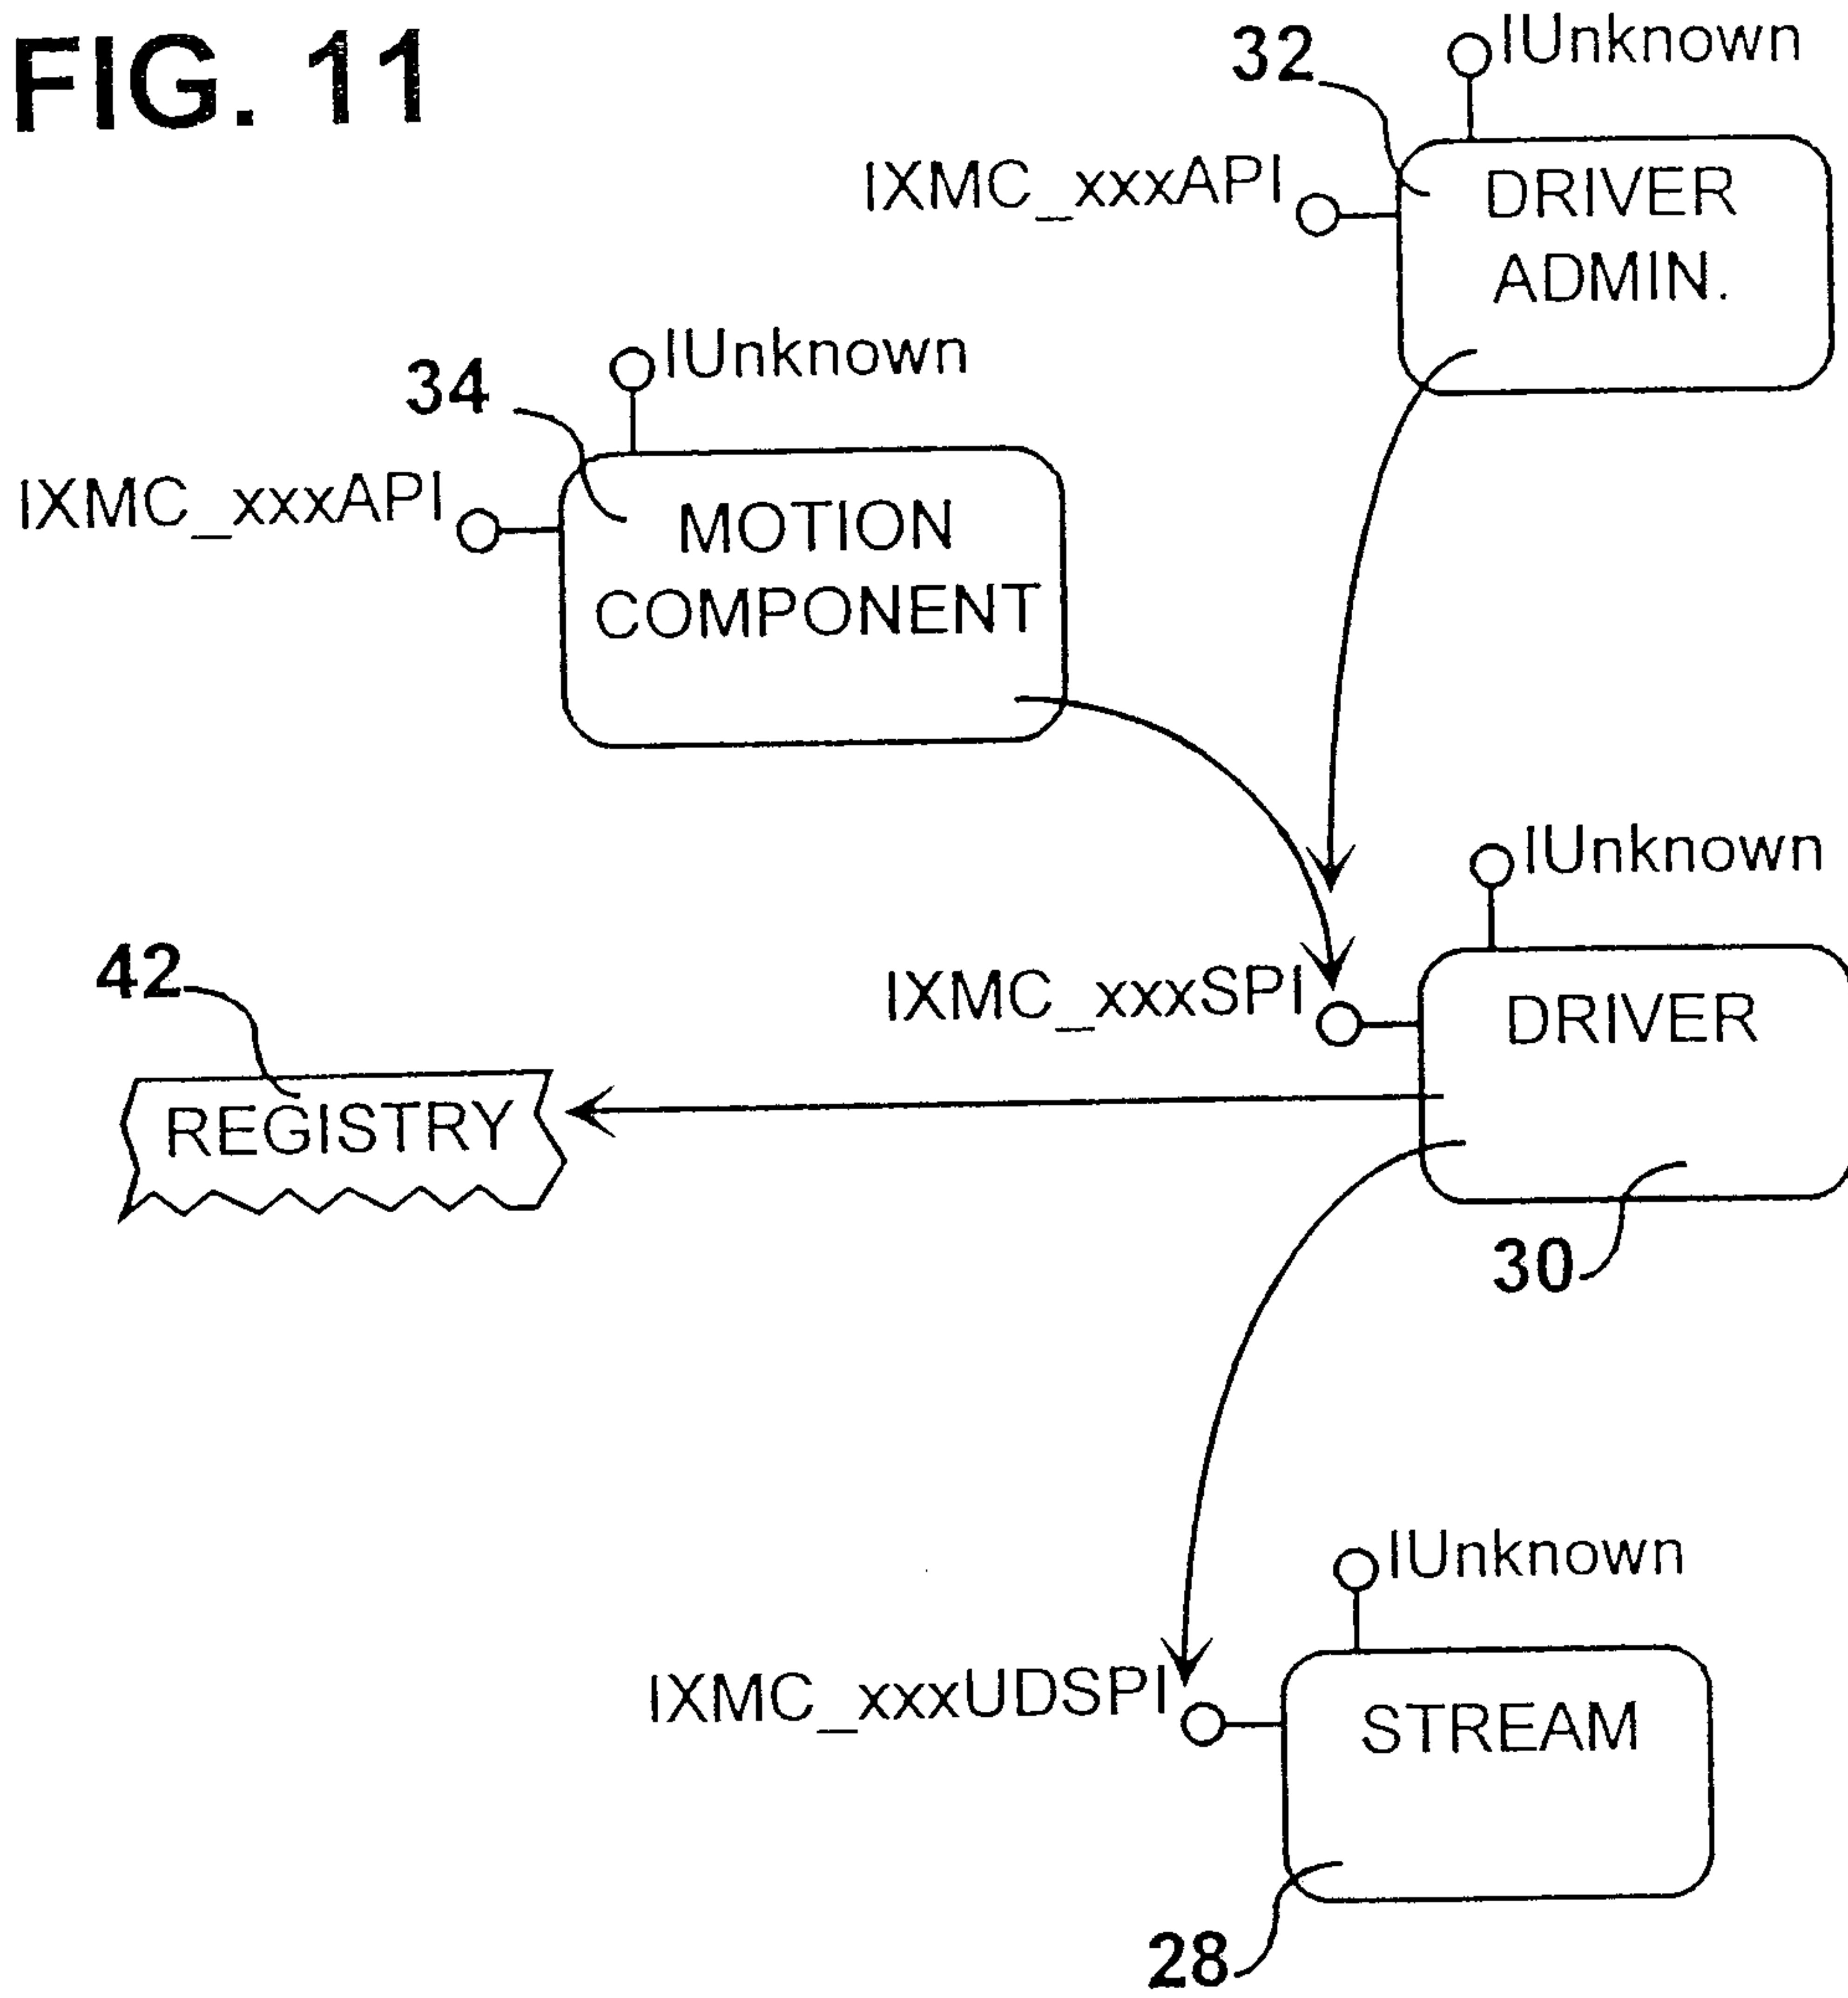 FIG. 11
32
IUnknown
IXMC_xxxAPI
DRIVER
ADMIN.
34
IUnknown
IXMC_xxxAPI
MOTION
COMPONENT
IUnknown
42
IXMC_xxxSPI
DRIVER
REGISTRY
30
IUnknown
IXMC_xxxUDSPI
STREAM
28